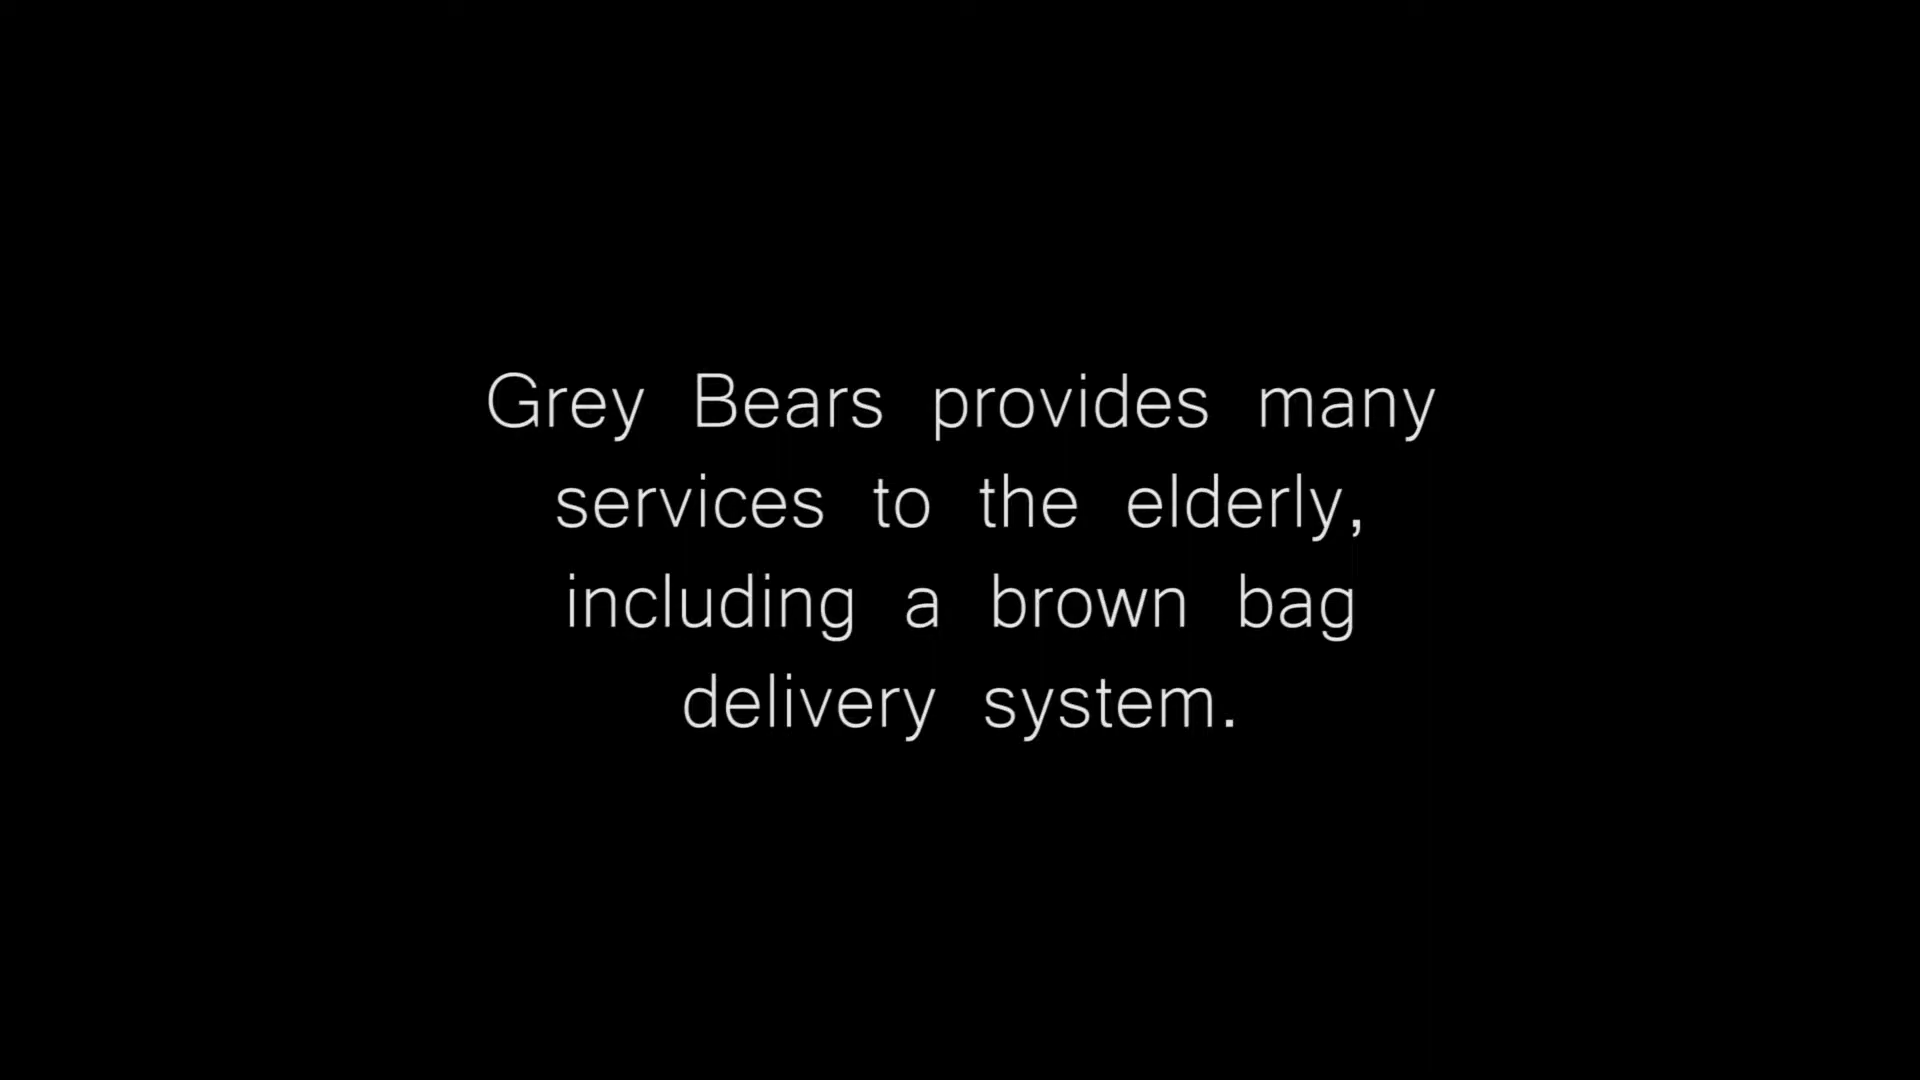 Grey Bears provides many
services to the elderly,
including a brown bag
delivery system.